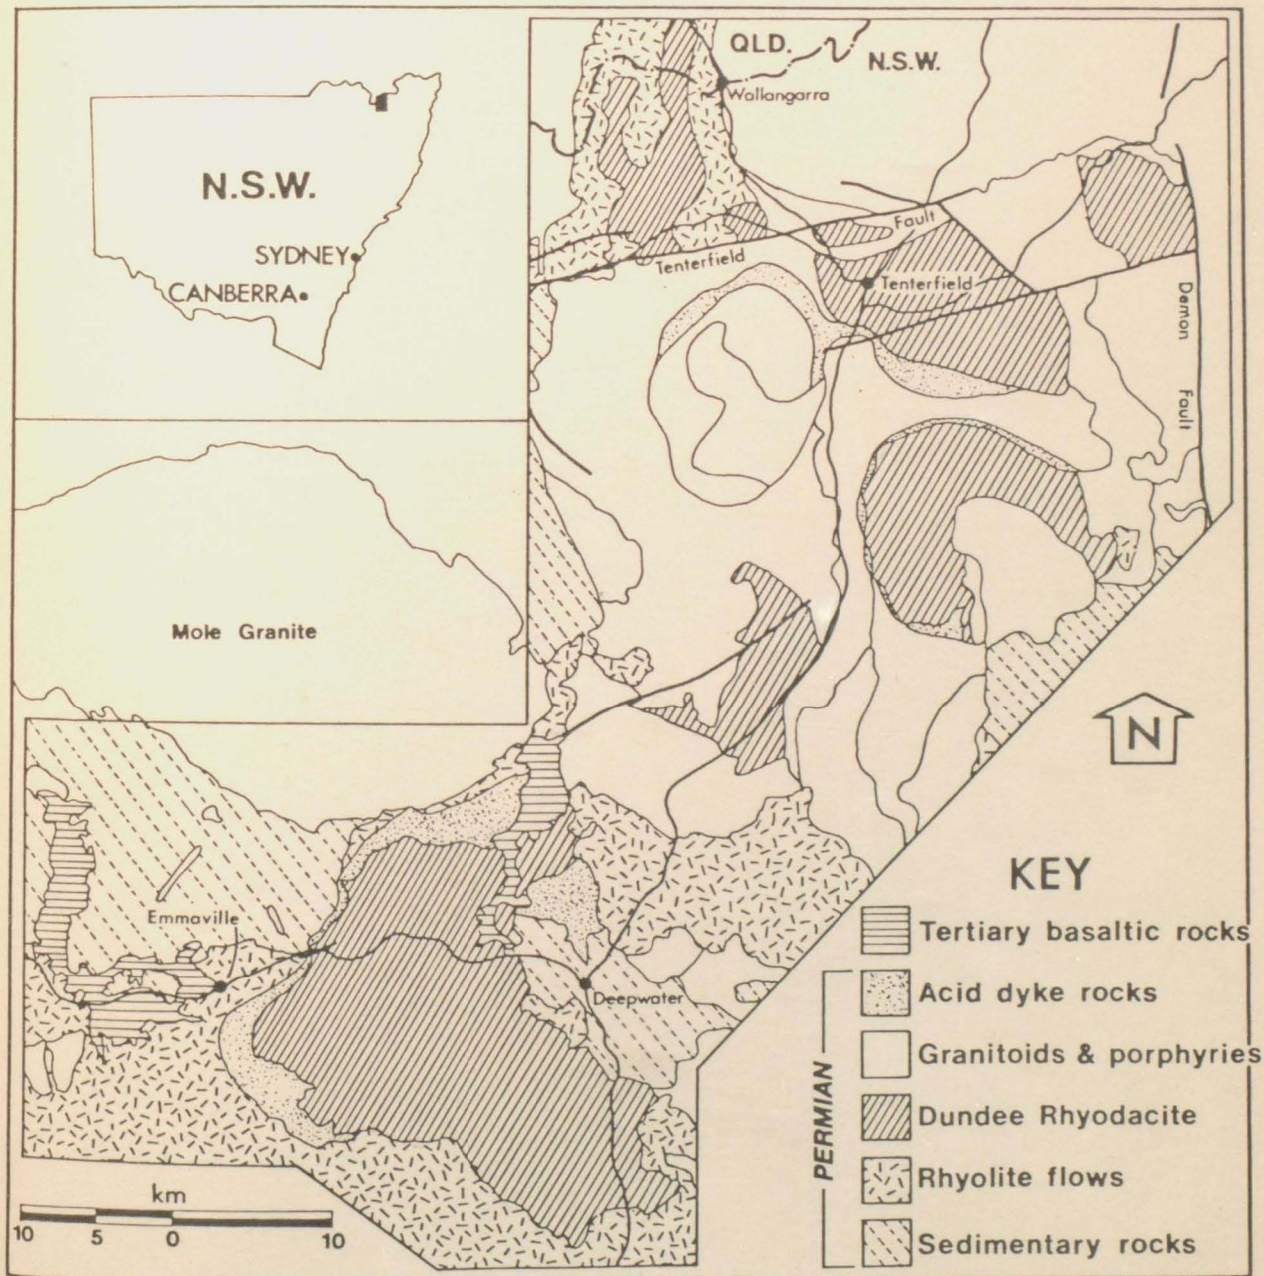 N.S.W.
SYDNEY
CANBERRA
QLD.
N.S.W.
Wallangarra
Fault
Tenterfield
Tenterfield
Demon
Fault
Mole Granite
N
Emmaville
Deepwater
km
10 5 0 10
KEY
Tertiary basaltic rocks
PERMIAN
Acid dyke rocks
Granitoids & porphyries
Dundee Rhyodacite
Rhyolite flows
Sedimentary rocks